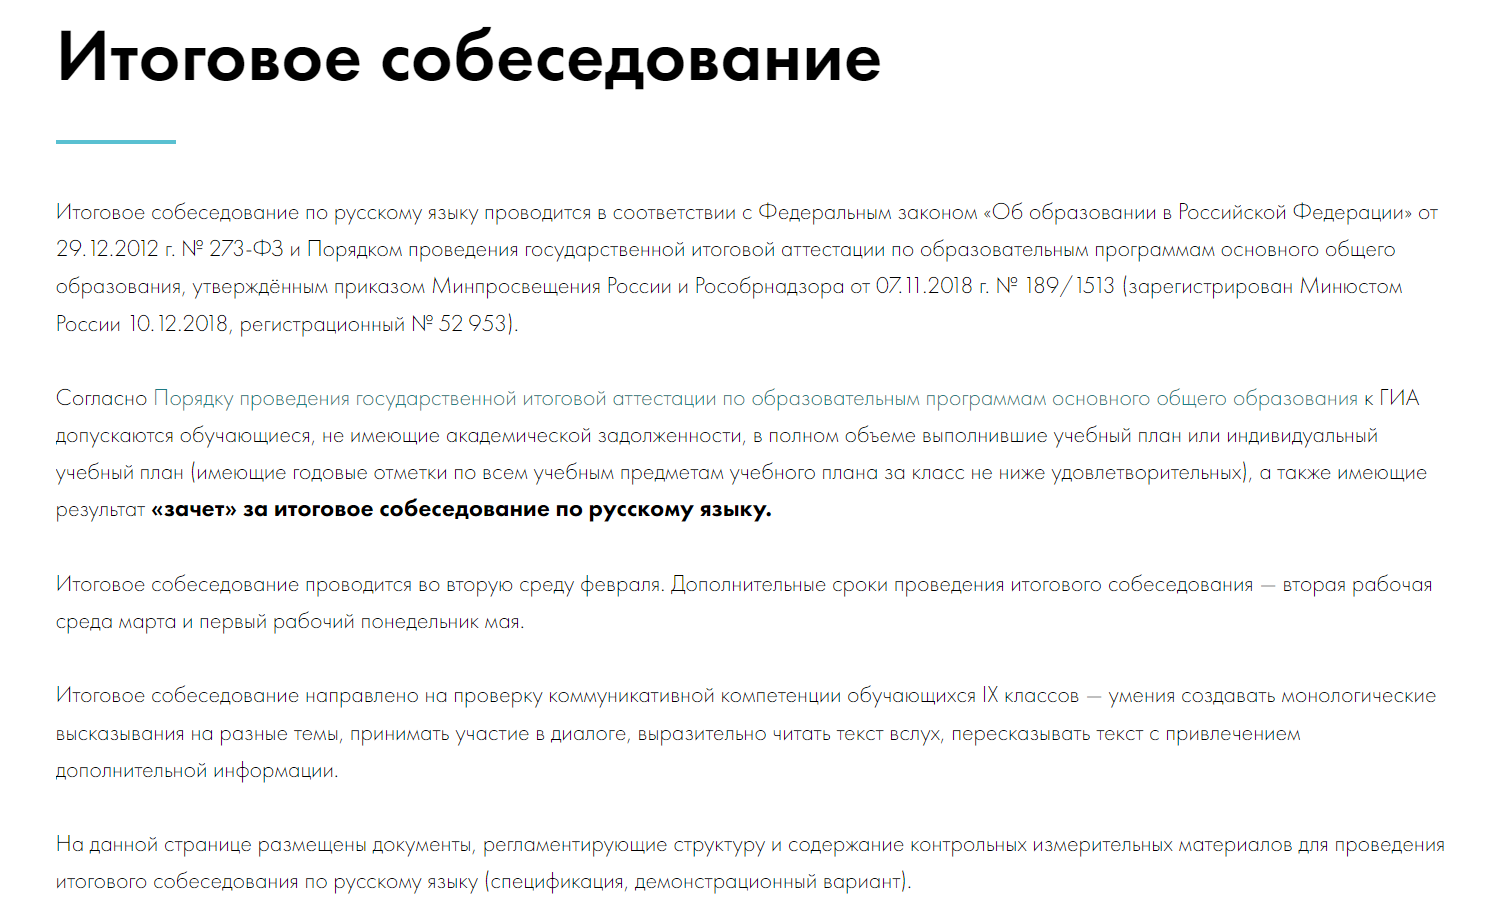 Итоговое собеседование
Итоговое собеседование по русскому языку проводится в соответствии с Федеральным законом «Об образовании в Российской Федерации» от
29.12.2012 г. № 273-ФЗ и Порядком проведения государственной итоговой аттестации по образовательным программам основного общего
образования, утверждённым приказом Минпросвещения России и Рособрнадзора от 07.11.2018 г. № 189/1513 (зарегистрирован Минюстом
России 10.12.2018, регистрационный № 52 953).
Согласно Порядку проведения государственной итоговой аттестации по образовательным программам основного общего образования к ГИА
допускаются обучающиеся, не имеющие академической задолженности, в полном объеме выполнившие учебный план или индивидуальный
учебный план (имеющие годовые отметки по всем учебным предметам учебного плана за класс не ниже удовлетворительных), а также имеющие
результат «зачет» за итоговое собеседование по русскому языку.
Итоговое собеседование проводится во вторую среду февраля. Дополнительные сроки проведения итогового собеседования — вторая рабочая
среда марта и первый рабочий понедельник мая.
Итоговое собеседование направлено на проверку коммуникативной компетенции обучающихся IX классов — умения создавать монологические
высказывания на разные темы, принимать участие в диалоге, выразительно читать текст вслух, пересказывать текст с привлечением
дополнительной информации.
На данной странице размещены документы, регламентирующие структуру и содержание контрольных измерительных материалов для проведения
итогового собеседования по русскому языку (спецификация, демонстрационный вариант).